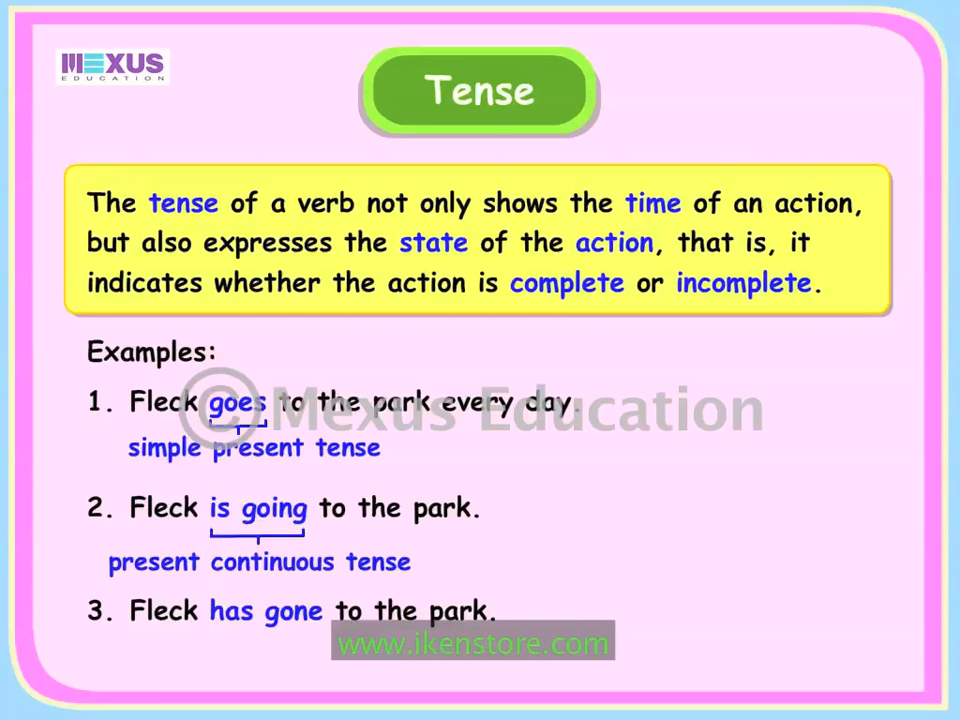 MEXUS
EDUCATION
Tense
The tense of a verb not only shows the time of an action,
but also expresses the state of the action, that is, it
indicates whether the action is complete or incomplete.
Examples:
1. Fleck goes to the park every day.
© Mexus Education
simple present tense
2. Fleck is going to the park.
present continuous tense
3. Fleck has gone to the park.
www.ikenstore.com